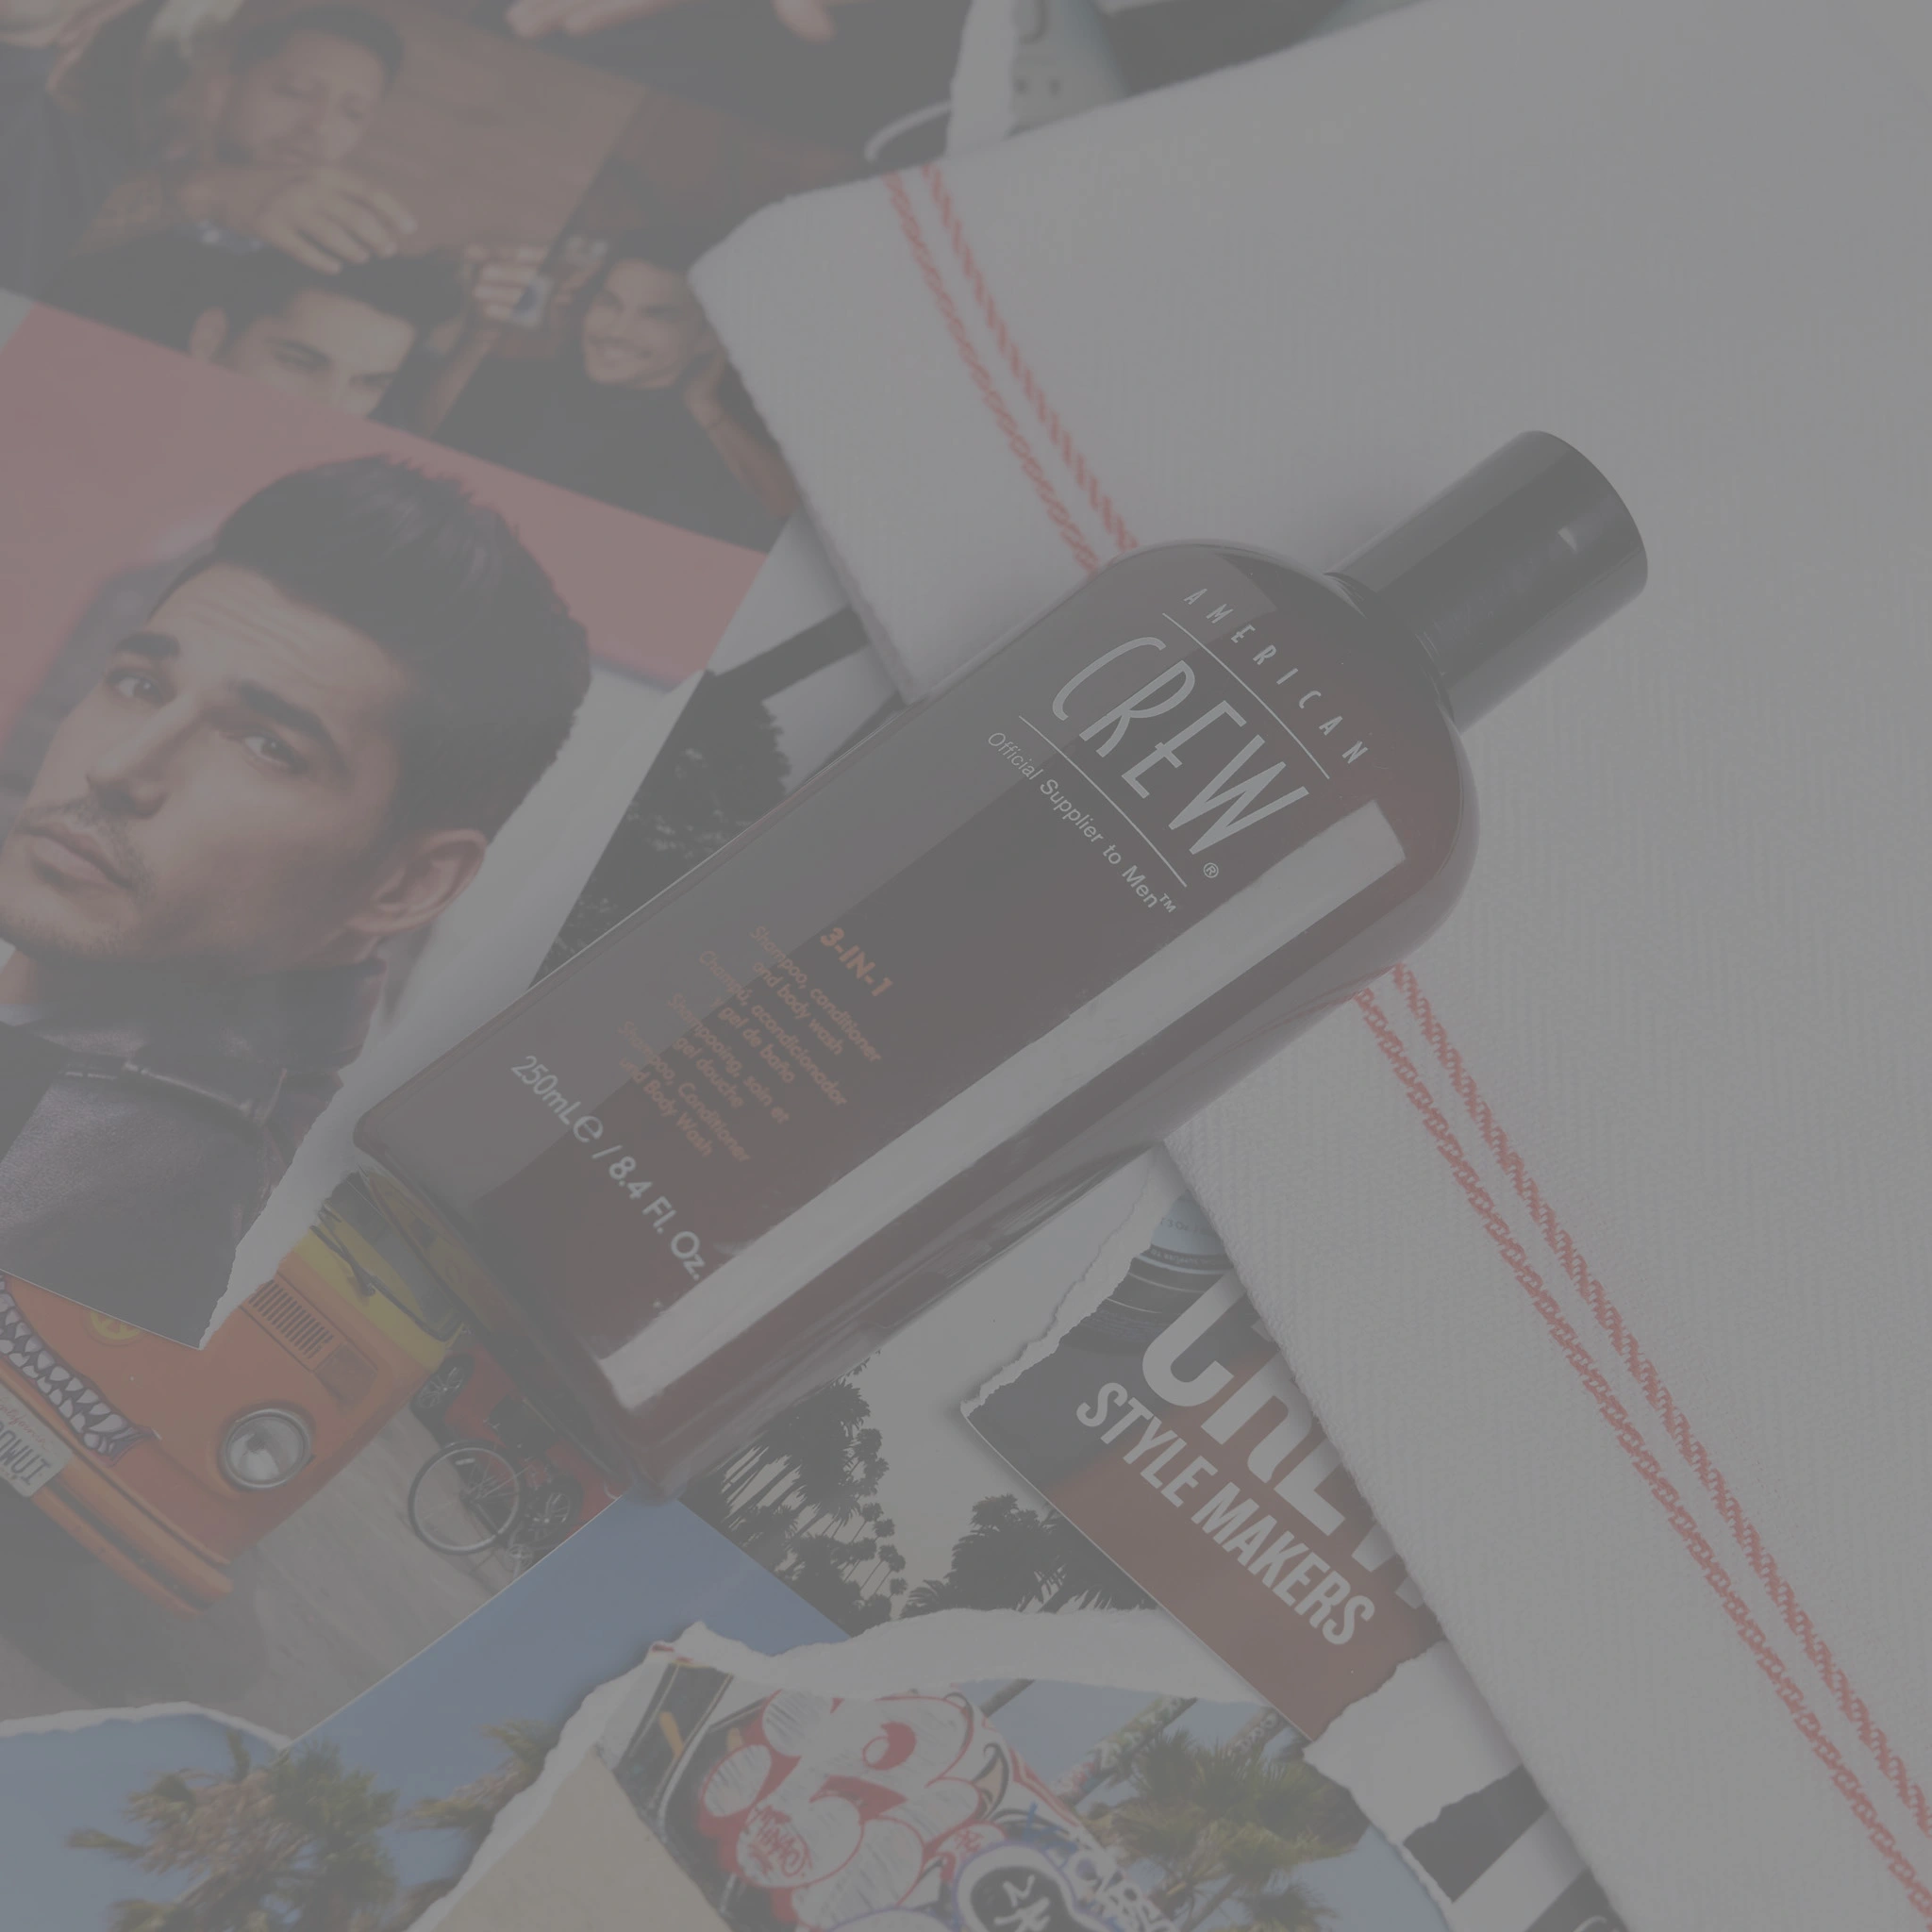 AMERICAN
CREW®
Official Supplier to Men™
3-IN-1
Shampoo, conditioner
and body wash
Champú, acondicionador
y gel de baño
Shampooing, soin et
gel douche
Shampoo, Conditioner
und Body Wash
250mL℮ / 8.4 Fl. Oz.
CREW
STYLE MAKERS